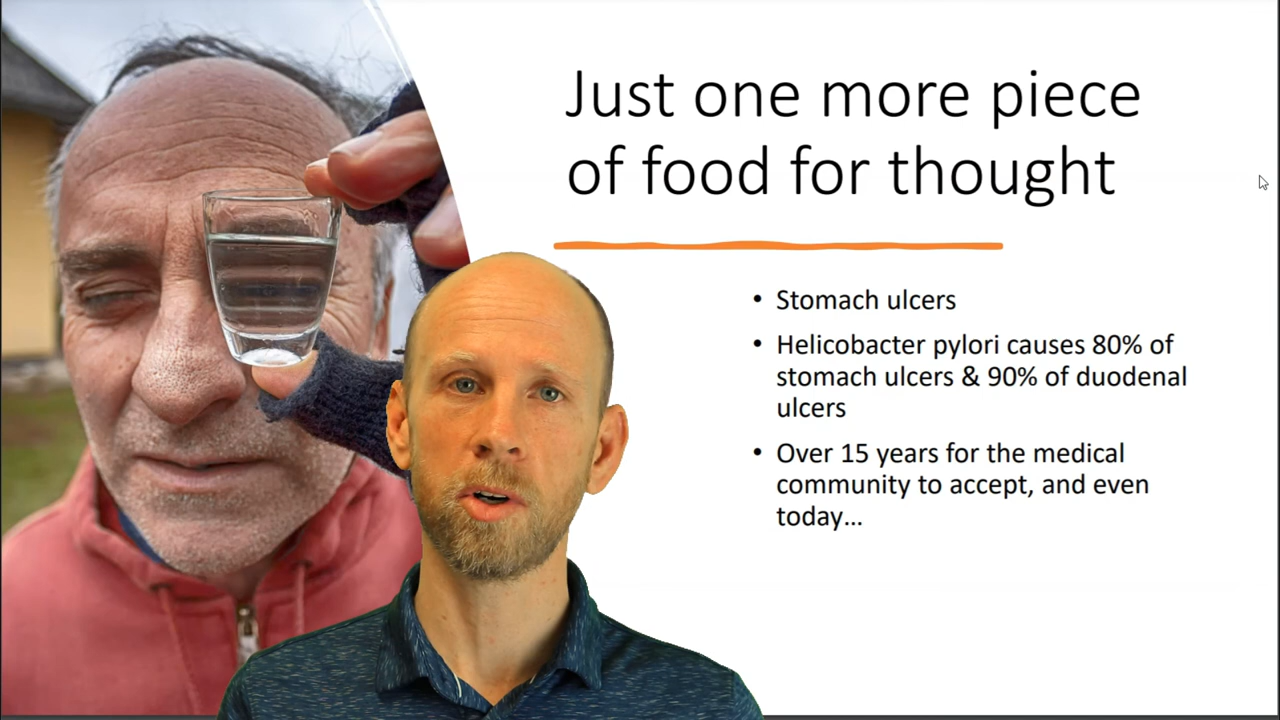 Just one more piece
of food for thought
• Stomach ulcers
• Helicobacter pylori causes 80% of
stomach ulcers & 90% of duodenal
ulcers
• Over 15 years for the medical
community to accept, and even
today...